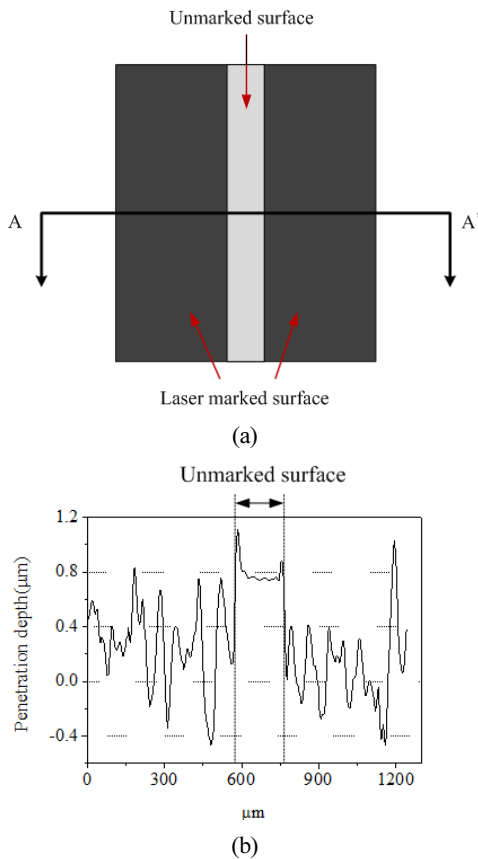 Unmarked surface
A A'
Laser marked surface
(a)
Unmarked surface
1.2
0.8
0.4
0.0
-0.4
Penetration depth(μm)
0 300 600 900 1200
μm
(b)